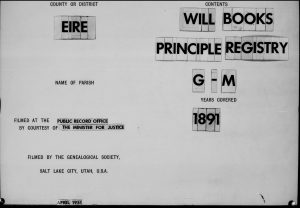 COUNTY OR DISTRICT
EIRE
NAME OF PARISH
FILMED AT THE PUBLIC RECORD OFFICE
BY COURTESY OF THE MINISTER FOR JUSTICE
FILMED BY THE GENEALOGICAL SOCIETY,
SALT LAKE CITY, UTAH, U.S.A.
APRIL 1951
CONTENTS
WILL BOOKS
PRINCIPLE REGISTRY
G-M
YEARS COVERED
1891